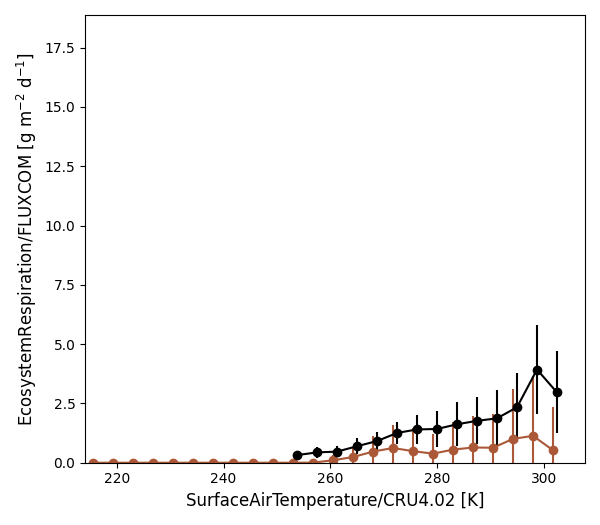 17.5
15.0
12.5
10.0
7.5
5.0
2.5
0.0
EcosystemRespiration/FLUXCOM [g m⁻² d⁻¹]
220 240 260 280 300
SurfaceAirTemperature/CRU4.02 [K]